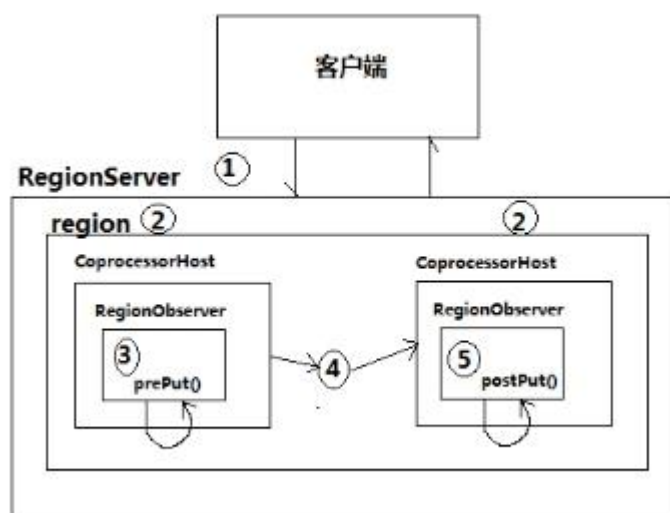 客户端
①
RegionServer
region ② ②
CoprocessorHost CoprocessorHost
RegionObserver RegionObserver
③ ④ ⑤
prePut() postPut()